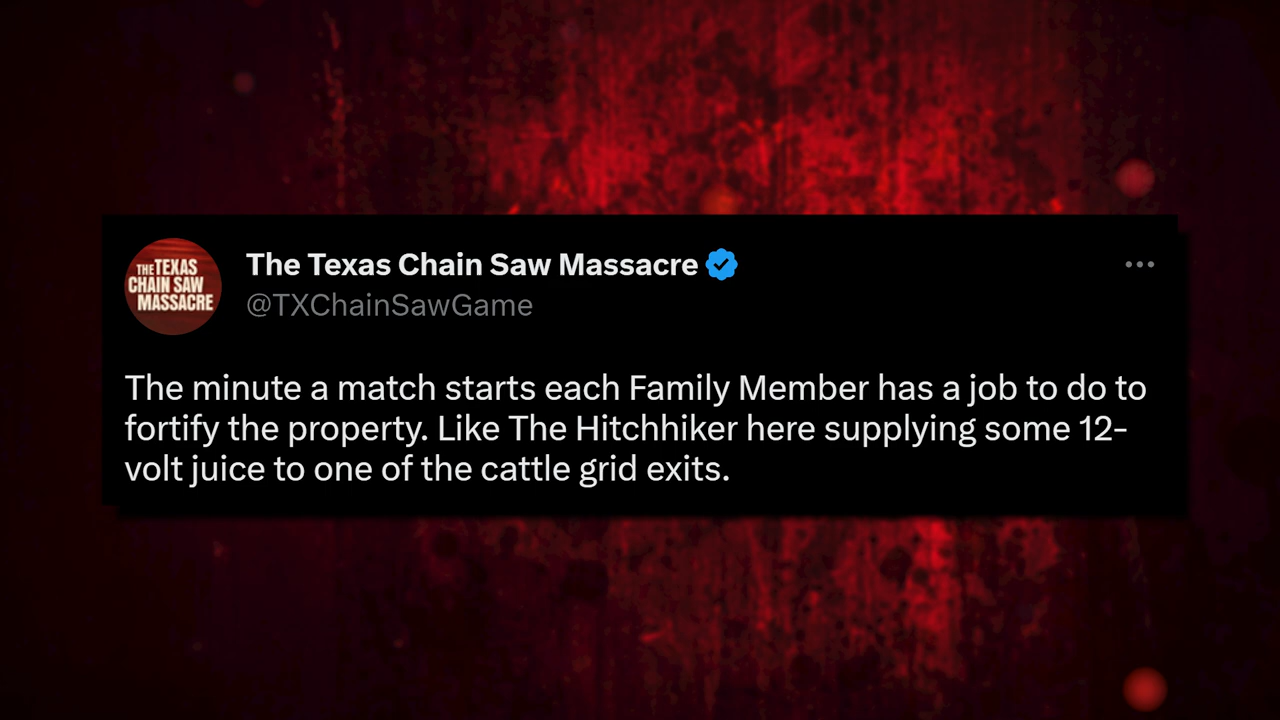 THE TEXAS
CHAIN SAW
MASSACRE
The Texas Chain Saw Massacre
@TXChainSawGame
The minute a match starts each Family Member has a job to do to
fortify the property. Like The Hitchhiker here supplying some 12-
volt juice to one of the cattle grid exits.